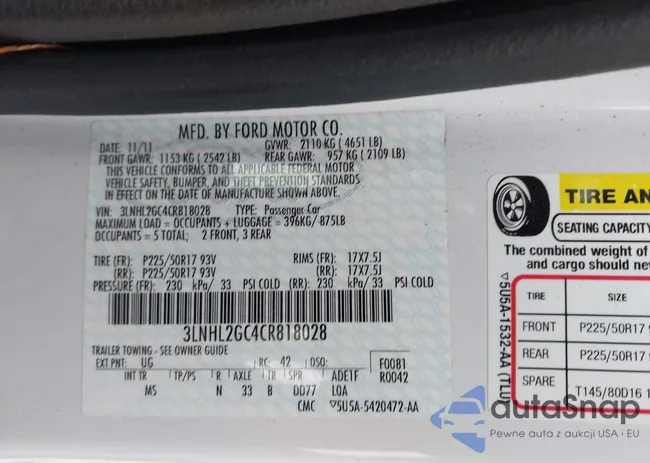 MFD. BY FORD MOTOR CO.
DATE: 11/11 GVWR: 2110 KG ( 4651 LB)
FRONT GAWR: 1153 KG ( 2542 LB) REAR GAWR: 957 KG ( 2109 LB)
THIS VEHICLE CONFORMS TO ALL APPLICABLE FEDERAL MOTOR
VEHICLE SAFETY, BUMPER, AND THEFT PREVENTION STANDARDS
IN EFFECT ON THE DATE OF MANUFACTURE SHOWN ABOVE.
VIN: 3LNHL2GC4CR818028 TYPE: Passenger Car
MAXIMUM LOAD = OCCUPANTS + LUGGAGE = 396KG/ 875LB
OCCUPANTS = 5 TOTAL; 2 FRONT, 3 REAR
TIRE (FR): P225/50R17 93V RIMS (FR): 17X7.5J
(RR): P225/50R17 93V (RR): 17X7.5J
PRESSURE (FR): 230 kPa/ 33 PSI COLD (RR): 230 kPa/ 33 PSI COLD
3LNHL2GC4CR818028
TRAILER TOWING - SEE OWNER GUIDE
EXT PNT: UG RC: 42 DSO: F0081
INT TR TP/PS R AXLE TR SPR ADE1F R0042
MS N 33 B DD77 LOA
CMC ▽5U5A-5420472-AA
TIRE AN
SEATING CAPACITY
The combined weight of
and cargo should neve
TIRE SIZE
FRONT P225/50R17
REAR P225/50R17
SPARE T145/80D16
▽5U5A-1532-AA (TLU)
autoSnap
Pewne auta z aukcji USA i EU